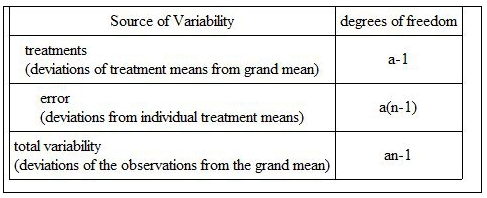 Source of Variability degrees of freedom
treatments
(deviations of treatment means from grand mean) a-1
error
(deviations from individual treatment means) a(n-1)
total variability
(deviations of the observations from the grand mean) an-1